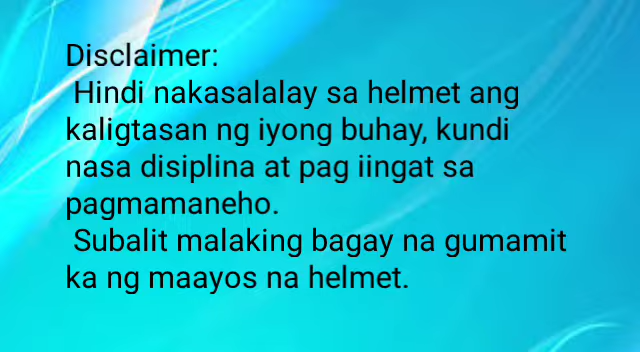 Disclaimer:
Hindi nakasalalay sa helmet ang
kaligtasan ng iyong buhay, kundi
nasa disiplina at pag iingat sa
pagmamaneho.
Subalit malaking bagay na gumamit
ka ng maayos na helmet.